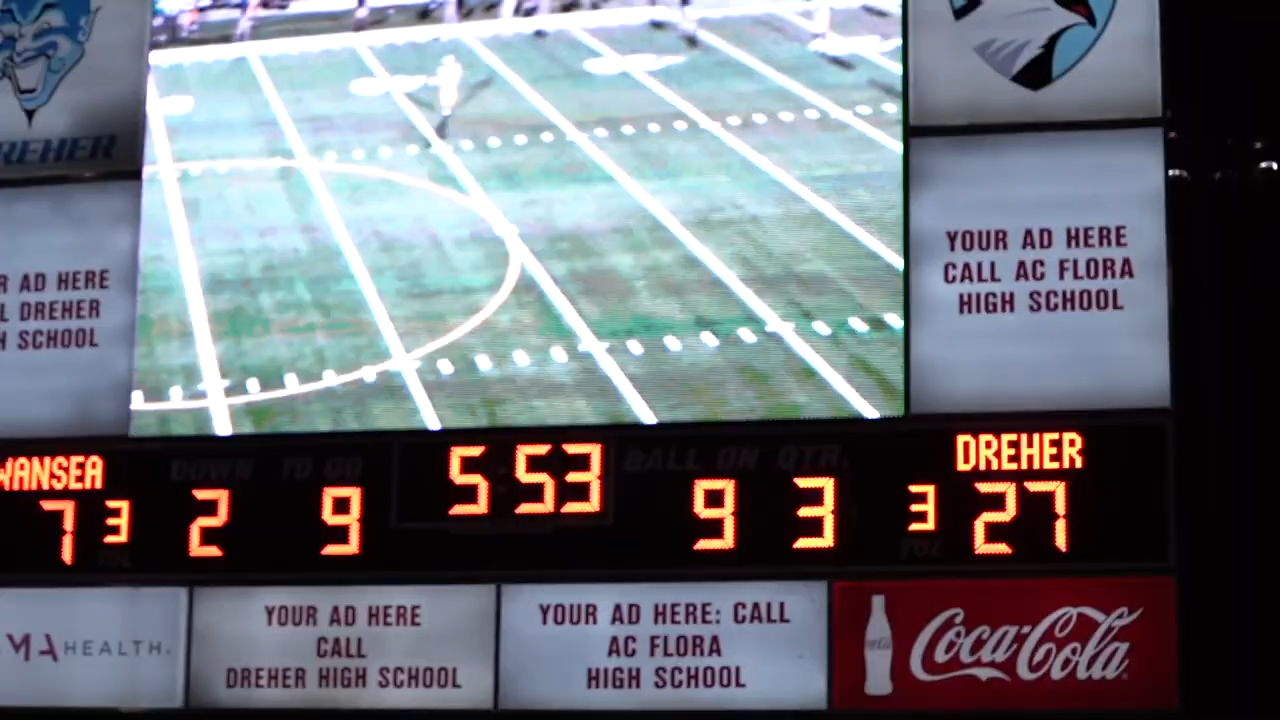 REHER
YOUR AD HERE
CALL AC FLORA
HIGH SCHOOL
R AD HERE
L DREHER
H SCHOOL
WANSEA
DOWN TO GO
5:53
BALL ON QTR.
DREHER
7 3 2 9 9 3 3 27
TOL TOL
MA HEALTH.
YOUR AD HERE
CALL
DREHER HIGH SCHOOL
YOUR AD HERE: CALL
AC FLORA
HIGH SCHOOL
Coca-Cola